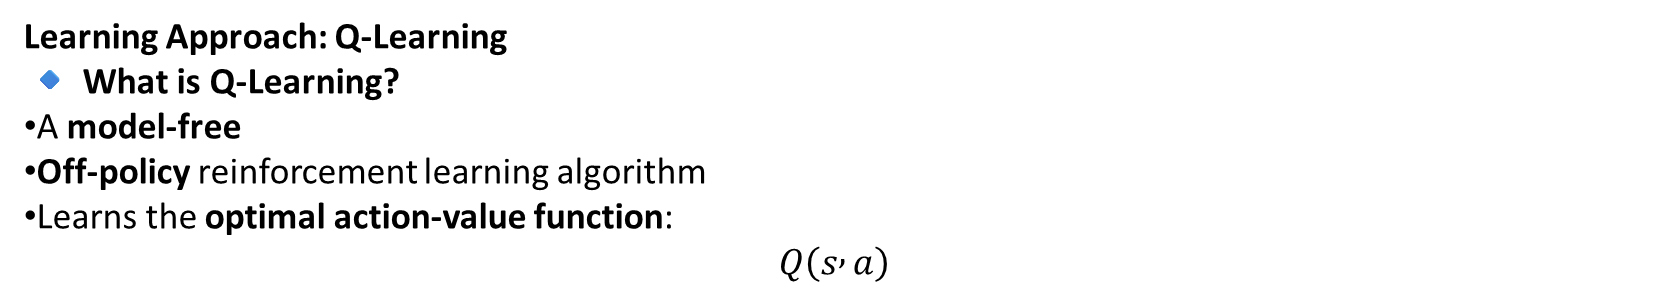 Learning Approach: Q-Learning
🔹 What is Q-Learning?
•A model-free
•Off-policy reinforcement learning algorithm
•Learns the optimal action-value function:
Q(s, a)